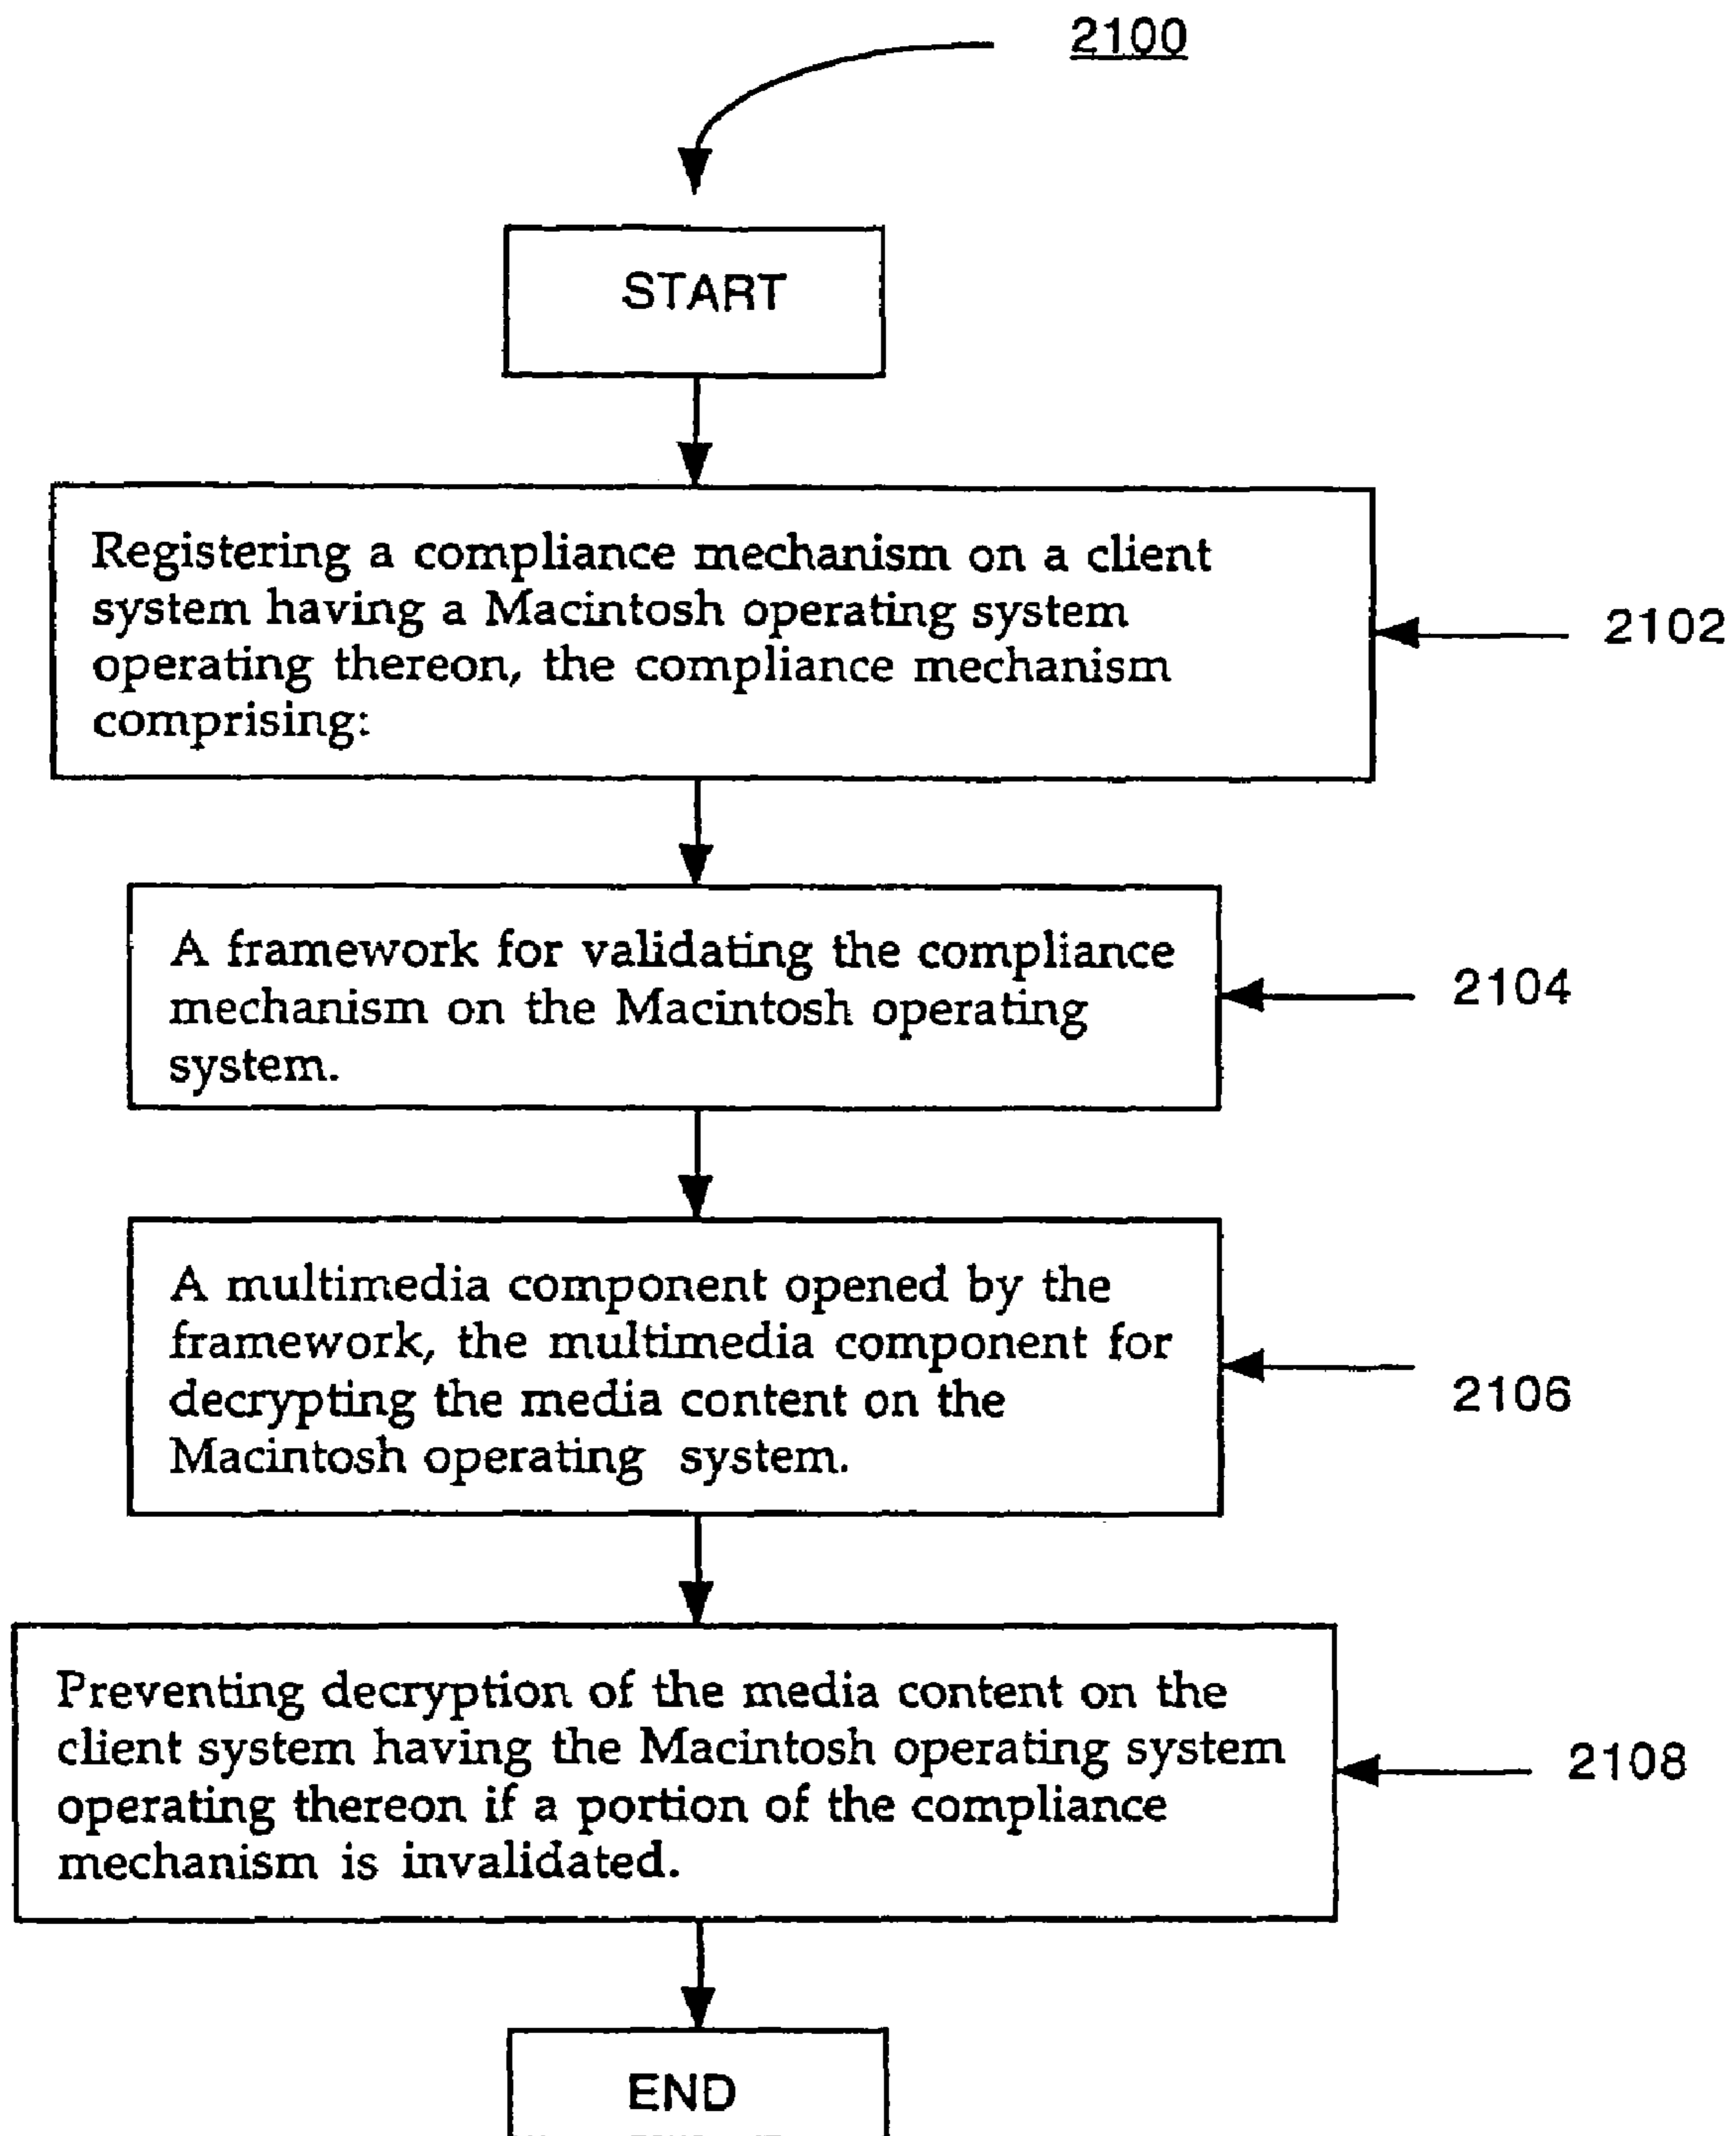 2100
START
Registering a compliance mechanism on a client
system having a Macintosh operating system
operating thereon, the compliance mechanism
comprising:
2102
A framework for validating the compliance
mechanism on the Macintosh operating
system.
2104
A multimedia component opened by the
framework, the multimedia component for
decrypting the media content on the
Macintosh operating system.
2106
Preventing decryption of the media content on the
client system having the Macintosh operating system
operating thereon if a portion of the compliance
mechanism is invalidated.
2108
END